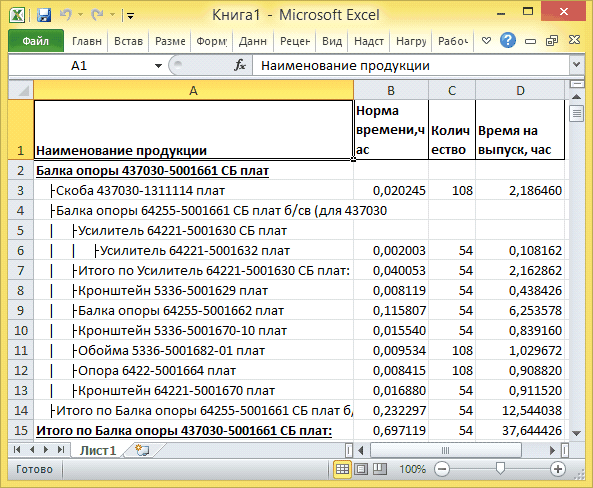 Книга1 - Microsoft Excel
Файл Главн Встав Разме Форму Данн Рецен Вид Надст Нагру Рабоч
A1 fx Наименование продукции
A B C D
1 Наименование продукции Норма времени,час Количество Время на выпуск, час
2 Балка опоры 437030-5001661 СБ плат
3 ├Скоба 437030-1311114 плат 0,020245 108 2,186460
4 ├Балка опоры 64255-5001661 СБ плат б/св (для 437030
5 | ├Усилитель 64221-5001630 СБ плат
6 | | ├Усилитель 64221-5001632 плат 0,002003 54 0,108162
7 | ├Итого по Усилитель 64221-5001630 СБ плат: 0,040053 54 2,162862
8 | ├Кронштейн 5336-5001629 плат 0,008119 54 0,438426
9 | ├Балка опоры 64255-5001662 плат 0,115807 54 6,253578
10 | ├Кронштейн 5336-5001670-10 плат 0,015540 54 0,839160
11 | ├Обойма 5336-5001682-01 плат 0,009534 108 1,029672
12 | ├Опора 6422-5001664 плат 0,008415 108 0,908820
13 | ├Кронштейн 64221-5001670 плат 0,016880 54 0,911520
14 ├Итого по Балка опоры 64255-5001661 СБ плат б/ 0,232297 54 12,544038
15 Итого по Балка опоры 437030-5001661 СБ плат: 0,697119 54 37,644426
Лист1
Готово 100%